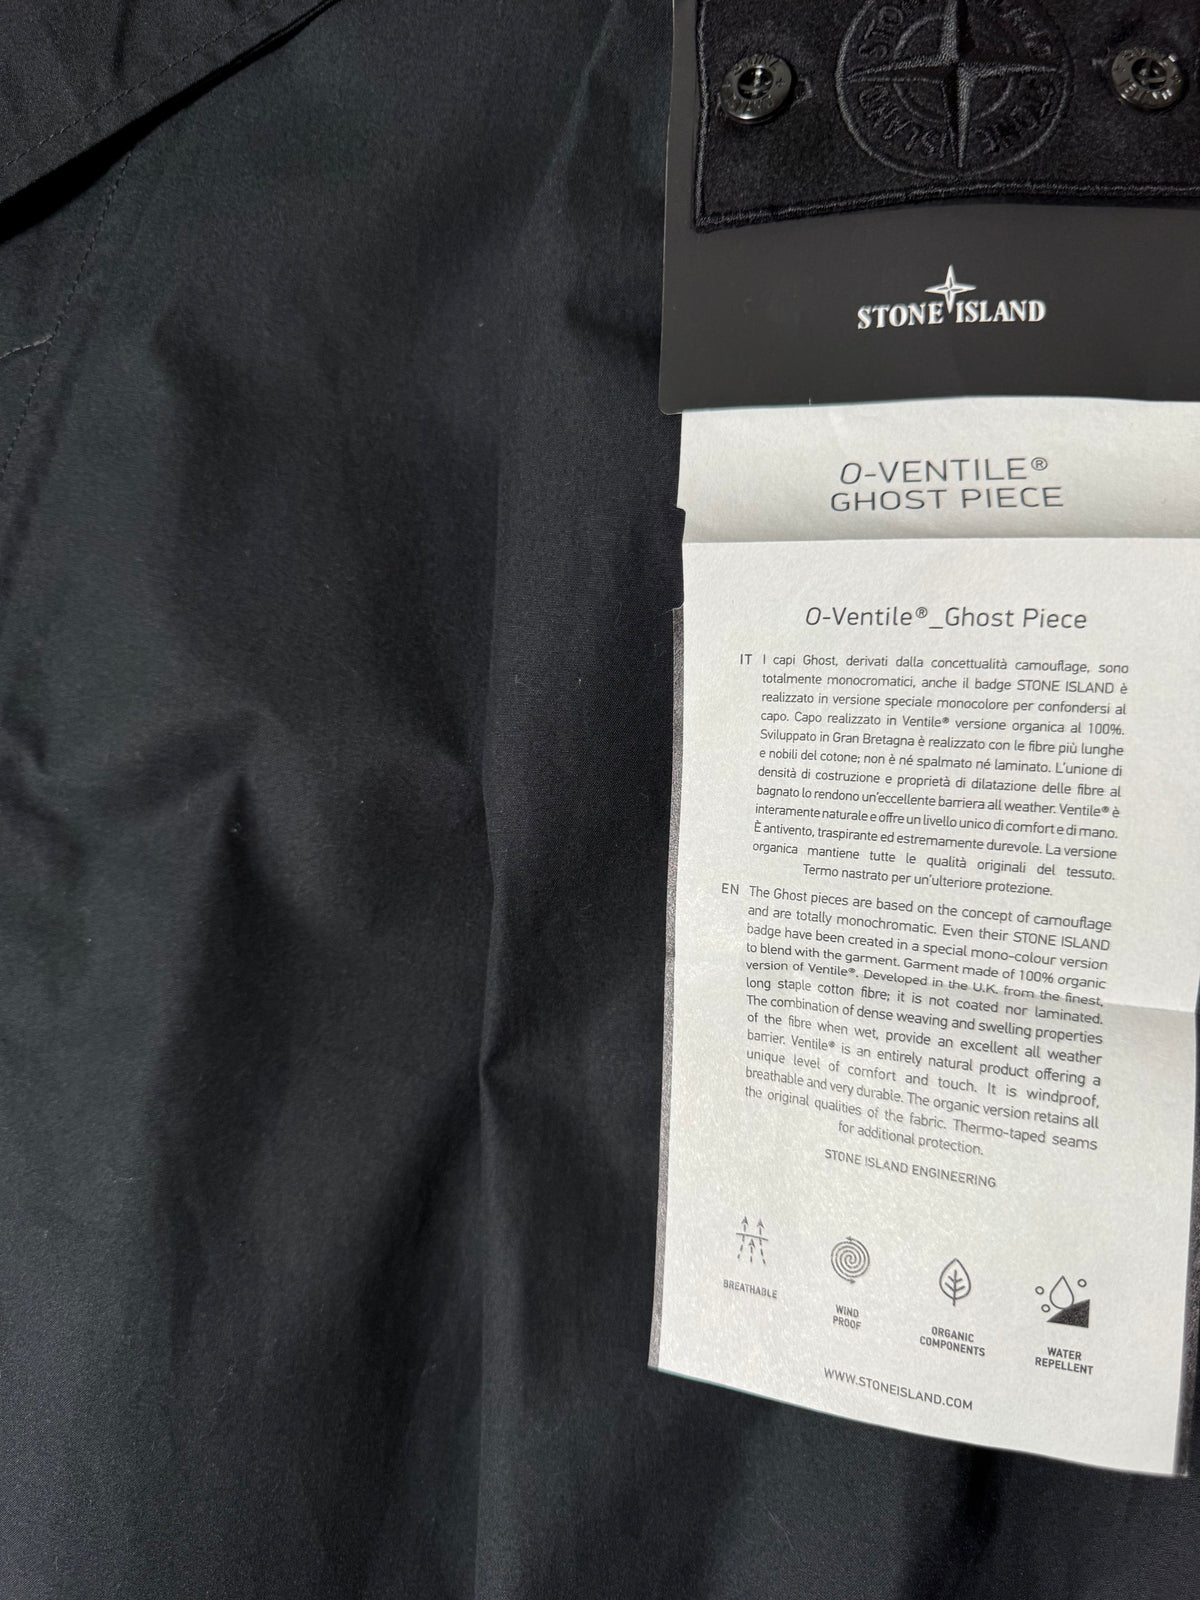 STONE ISLAND
STONE ISLAND
O-VENTILE®
GHOST PIECE
O-Ventile®_Ghost Piece
IT I capi Ghost, derivati dalla concettualità camouflage, sono
totalmente monocromatici, anche il badge STONE ISLAND è
realizzato in versione speciale monocolore per confondersi al
capo. Capo realizzato in Ventile® versione organica al 100%.
Sviluppato in Gran Bretagna è realizzato con le fibre più lunghe
e nobili del cotone; non è né spalmato né laminato. L'unione di
densità di costruzione e proprietà di dilatazione delle fibre al
bagnato lo rendono un'eccellente barriera all weather. Ventile® è
interamente naturale e offre un livello unico di comfort e di mano.
È antivento, traspirante ed estremamente durevole. La versione
organica mantiene tutte le qualità originali del tessuto.
Termo nastrato per un'ulteriore protezione.
EN The Ghost pieces are based on the concept of camouflage
and are totally monochromatic. Even their STONE ISLAND
badge have been created in a special mono-colour version
to blend with the garment. Garment made of 100% organic
version of Ventile®. Developed in the U.K. from the finest,
long staple cotton fibre; it is not coated nor laminated.
The combination of dense weaving and swelling properties
of the fibre when wet, provide an excellent all weather
barrier. Ventile® is an entirely natural product offering a
unique level of comfort and touch. It is windproof,
breathable and very durable. The organic version retains all
the original qualities of the fabric. Thermo-taped seams
for additional protection.
STONE ISLAND ENGINEERING
BREATHABLE
WIND
PROOF
ORGANIC
COMPONENTS
WATER
REPELLENT
WWW.STONEISLAND.COM